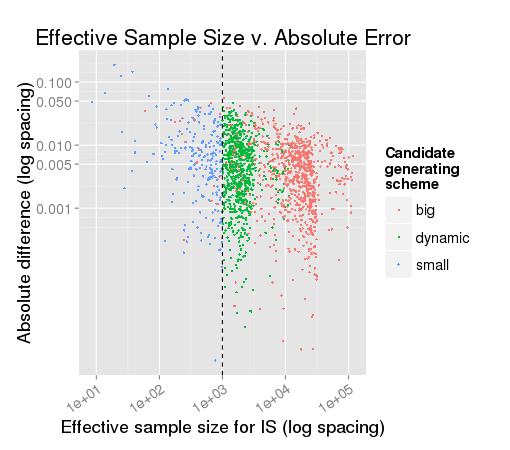 Effective Sample Size v. Absolute Error
Absolute difference (log spacing)
0.100
0.050
0.010
0.005
0.001
1e+01
1e+02
1e+03
1e+04
1e+05
Effective sample size for IS (log spacing)
Candidate
generating
scheme
big
dynamic
small